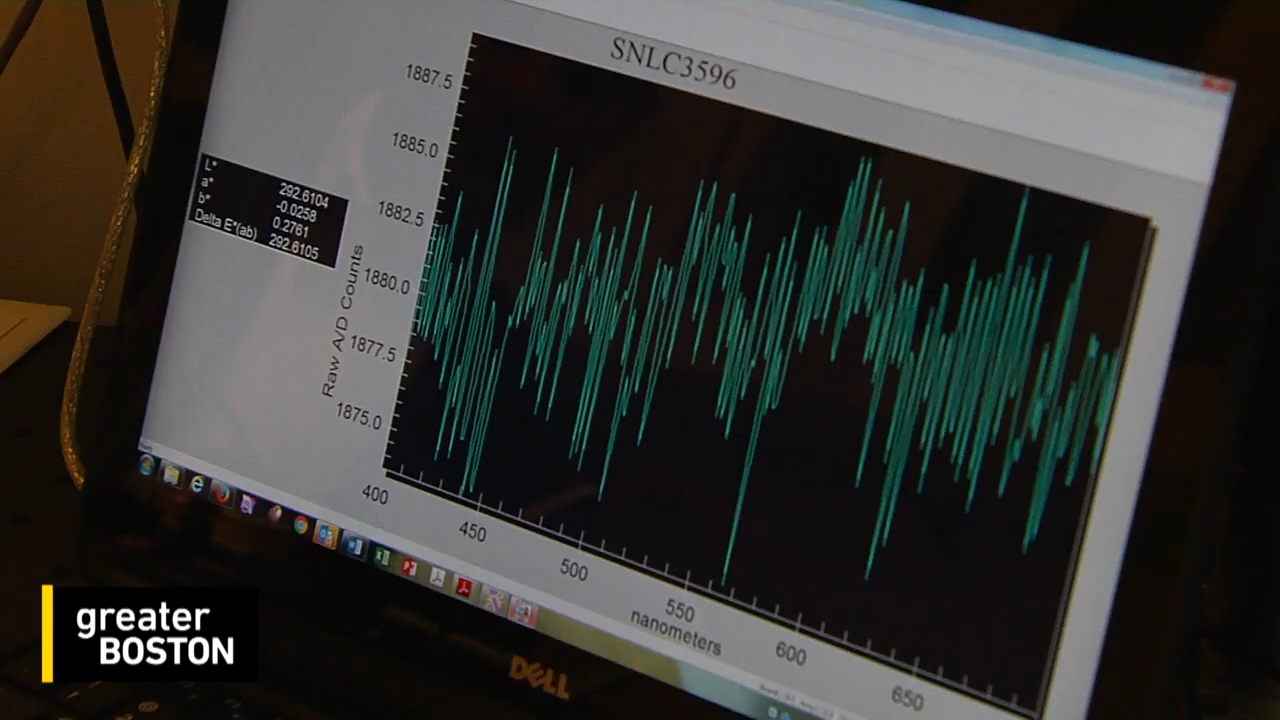 SNLC3596
1887.5
1885.0
1882.5
1880.0
1877.5
1875.0
Raw A/D Counts
L* 292.6104
a* -0.0258
b* 0.2761
Delta E*(ab) 292.6105
400 450 500 550 600 650
nanometers
DELL
greater
BOSTON